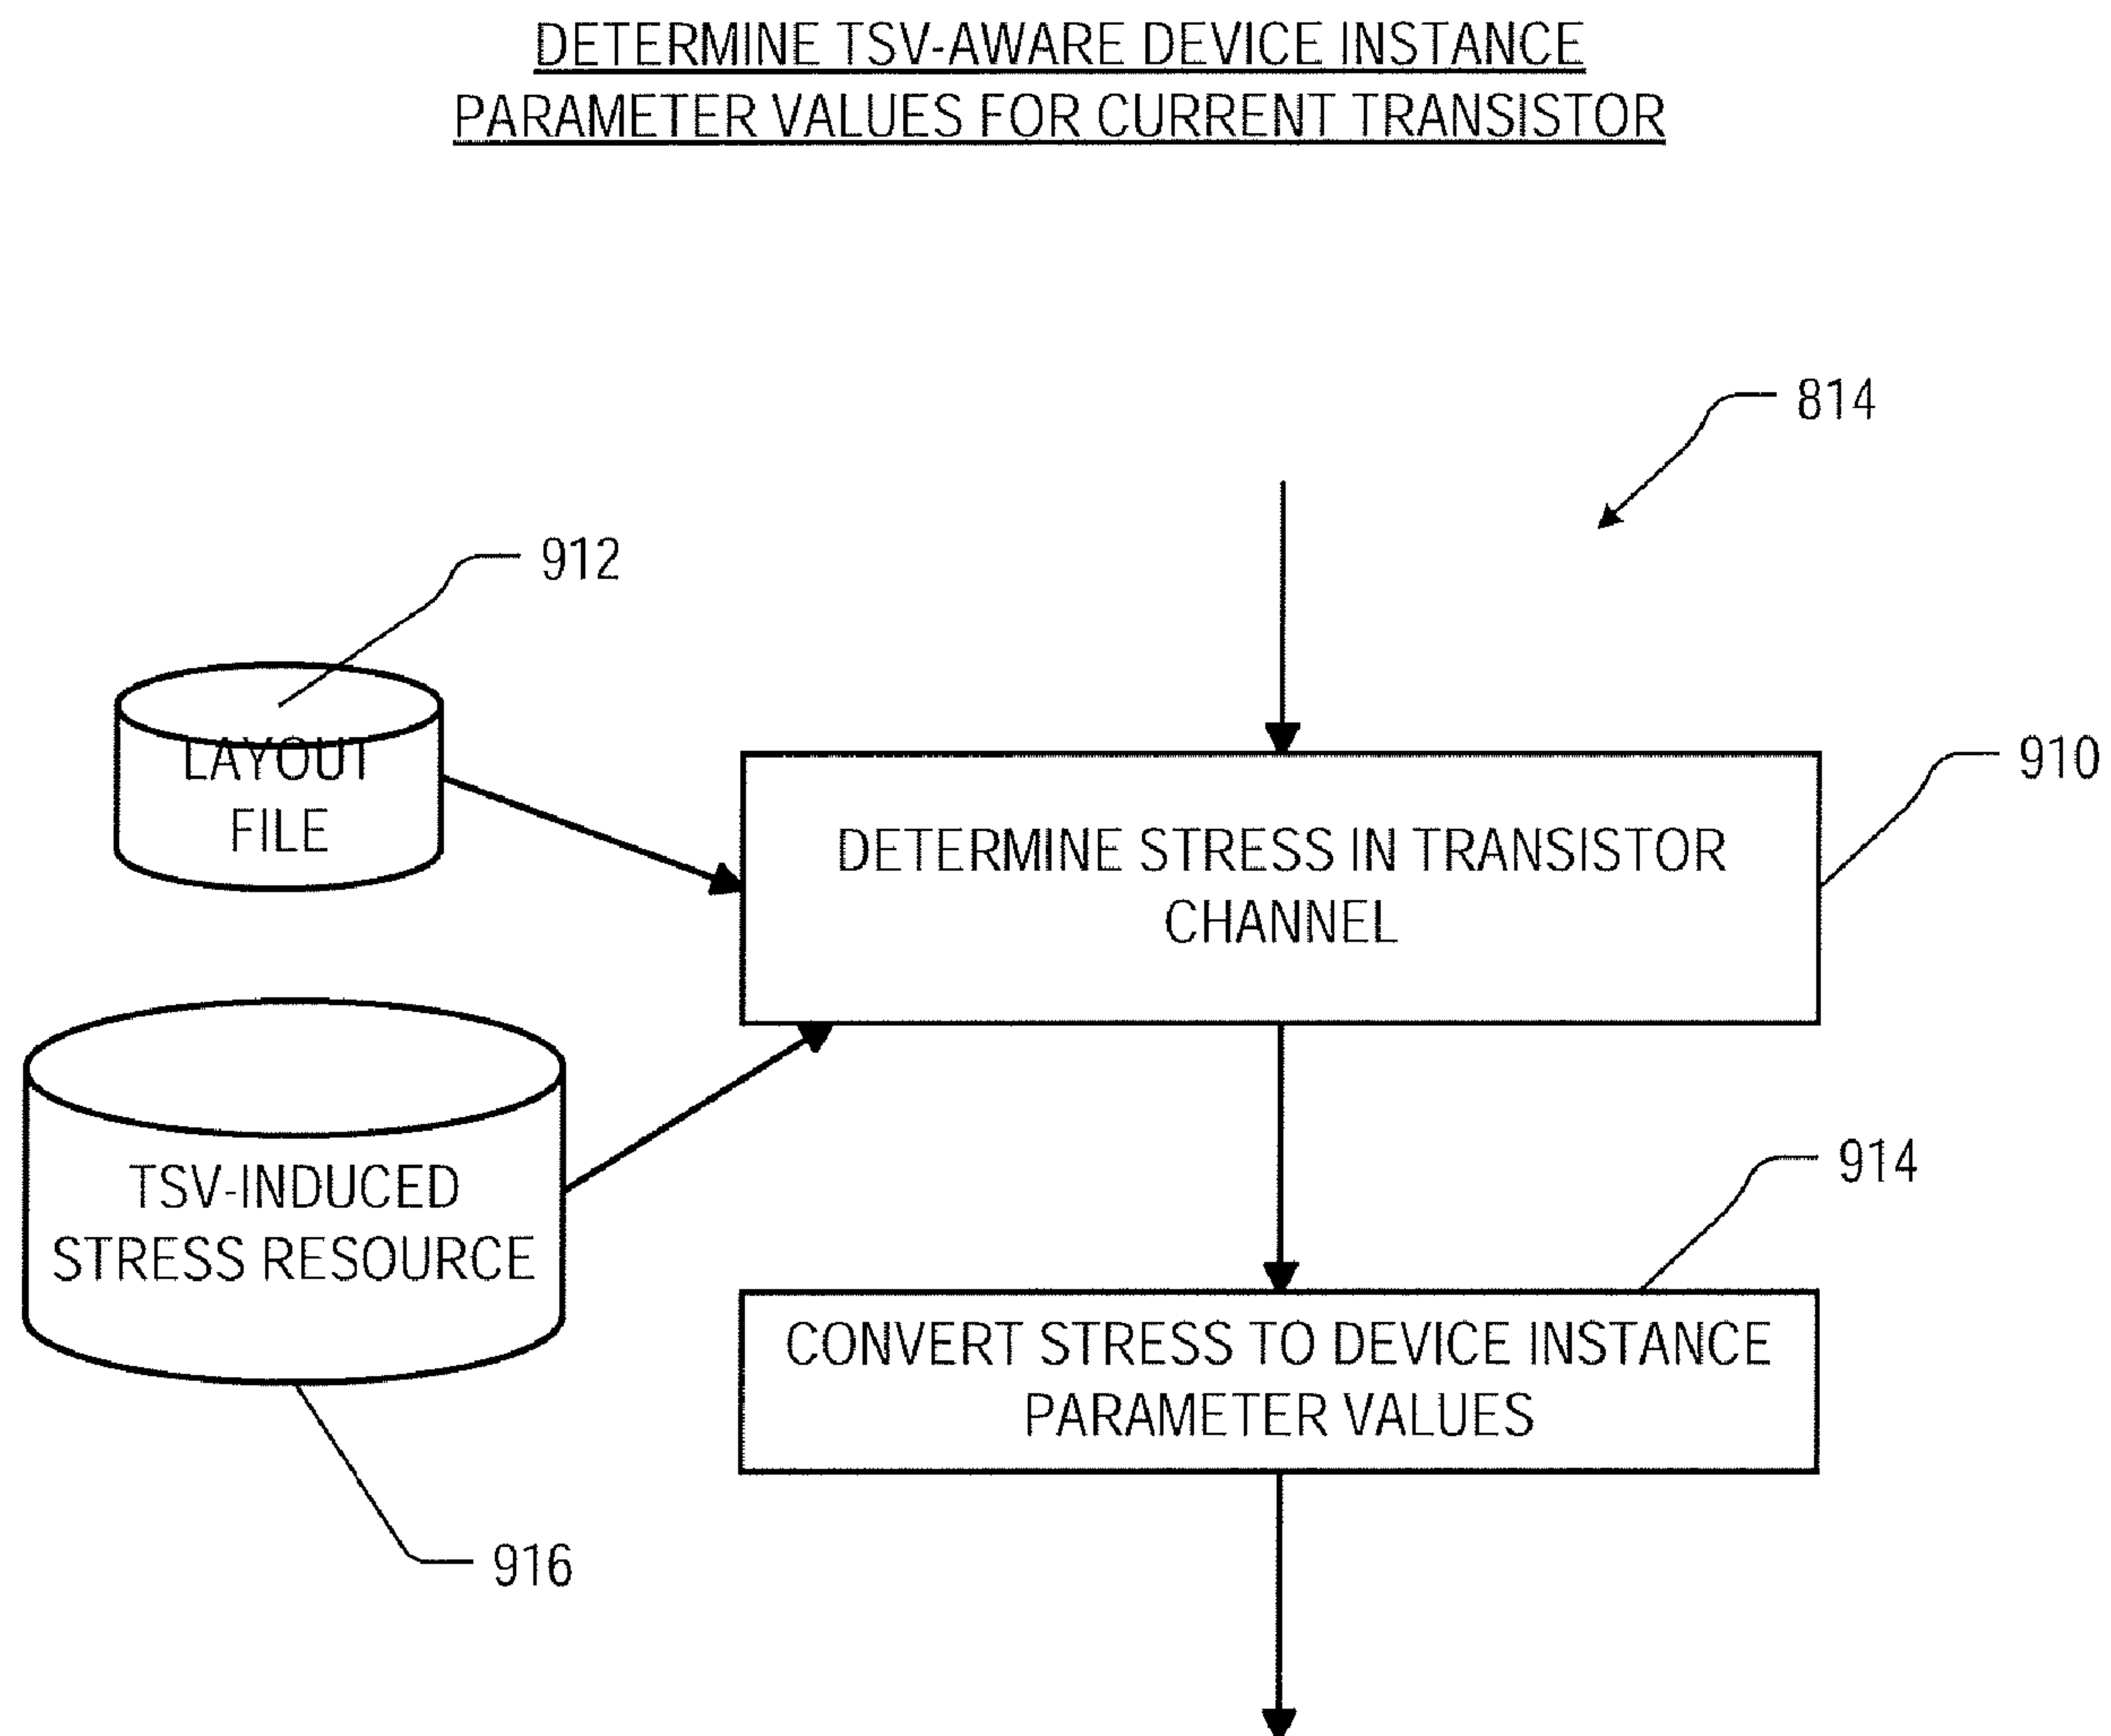 DETERMINE TSV-AWARE DEVICE INSTANCE
PARAMETER VALUES FOR CURRENT TRANSISTOR
814
912
LAYOUT
FILE
910
DETERMINE STRESS IN TRANSISTOR
CHANNEL
TSV-INDUCED
STRESS RESOURCE
914
CONVERT STRESS TO DEVICE INSTANCE
PARAMETER VALUES
916